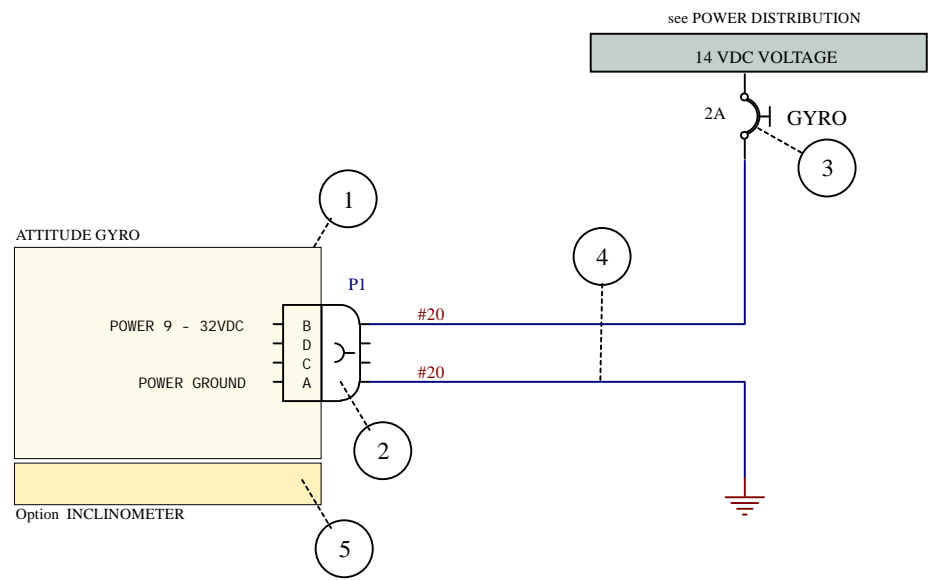 see POWER DISTRIBUTION
14 VDC VOLTAGE
2A
GYRO
3
1
ATTITUDE GYRO
4
P1
#20
POWER 9 - 32VDC
B
D
C
#20
POWER GROUND
A
2
Option INCLINOMETER
5